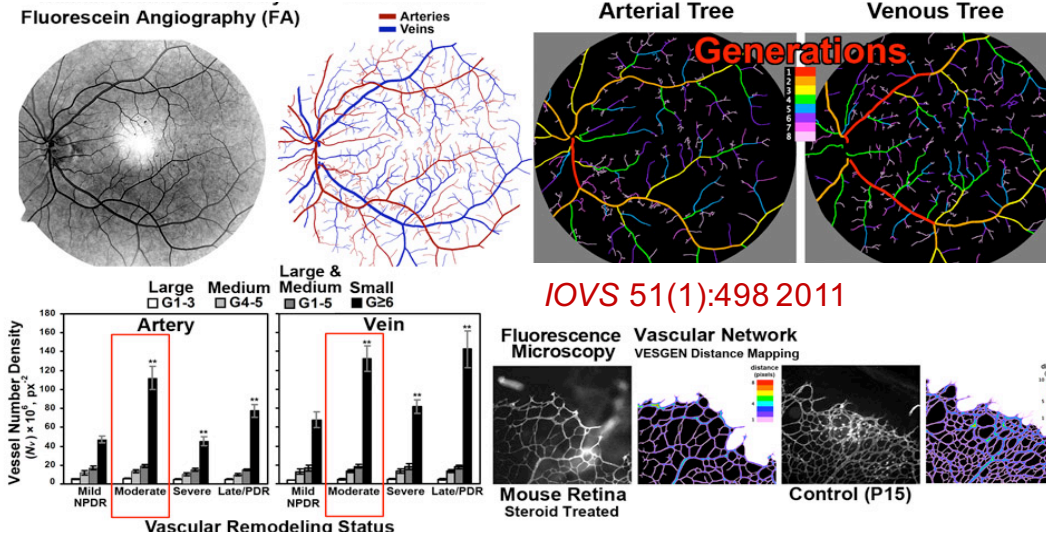 Fluorescein Angiography (FA)
Arteries
Veins
Arterial Tree
Venous Tree
Generations
1
2
3
4
5
6
7
8
Large
G1-3
Medium
G4-5
Large &
Medium
G1-5
Small
G≥6
IOVS 51(1):498 2011
Vessel Number Density
(Nv) × 10⁶, px⁻²
180
160
140
120
100
80
60
40
20
0
Artery
**
**
**
Vein
**
**
**
Mild
NPDR
Moderate
Severe
Late/PDR
Mild
NPDR
Moderate
Severe
Late/PDR
Vascular Remodeling Status
Fluorescence
Microscopy
Mouse Retina
Steroid Treated
Vascular Network
VESGEN Distance Mapping
distance
(pixels)
Control (P15)